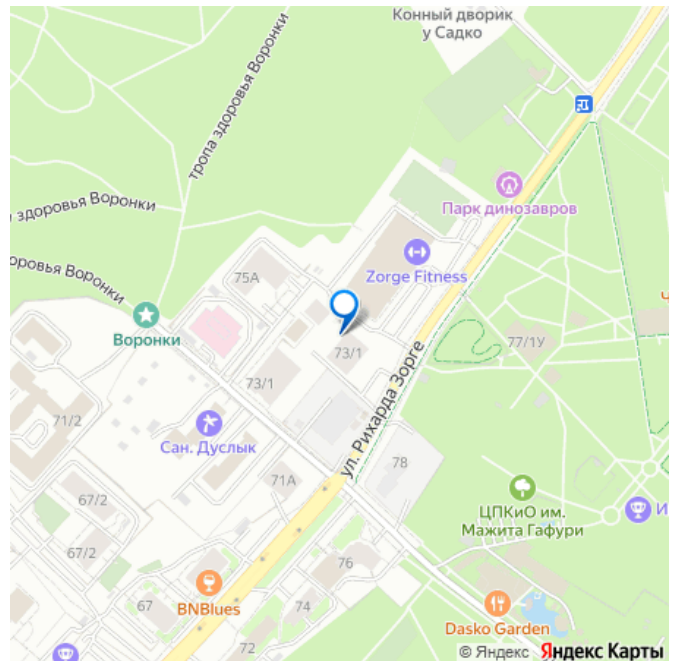 Конный дворик
у Садко
тропа здоровья Воронки
Парк динозавров
здоровья Воронки
Zorge Fitness
75А
Воронки
Воронки
77/1У
73/1
73/1
ул. Рихарда Зорге
71/2
Сан. Дуслык
78
71А
67/2
ЦПКиО им.
Мажита Гафури
67/2
76
BNBlues
67
74
Dasko Garden
72
© Яндекс Яндекс Карты